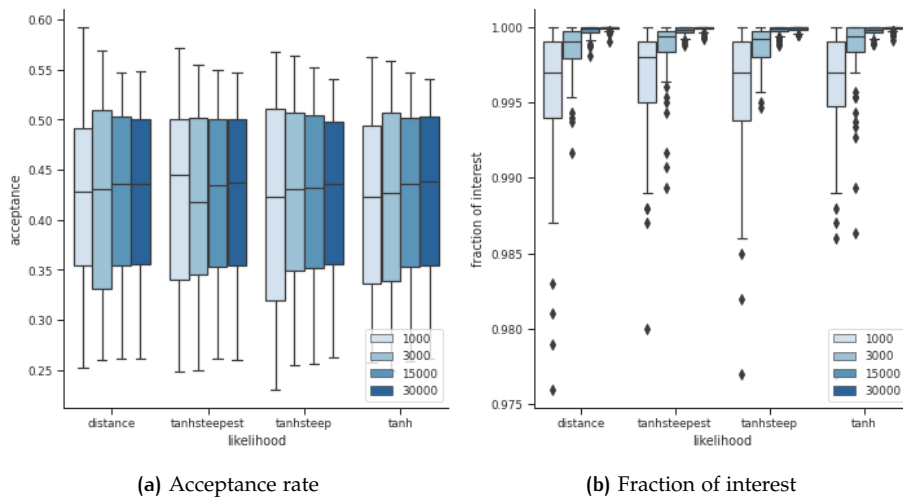 0.60
0.55
0.50
0.45
0.40
0.35
0.30
0.25
acceptance
distance tanhsteepest tanhsteep tanh
likelihood
1000
3000
15000
30000
1.000
0.995
0.990
0.985
0.980
0.975
fraction of interest
distance tanhsteepest tanhsteep tanh
likelihood
1000
3000
15000
30000
(a) Acceptance rate
(b) Fraction of interest